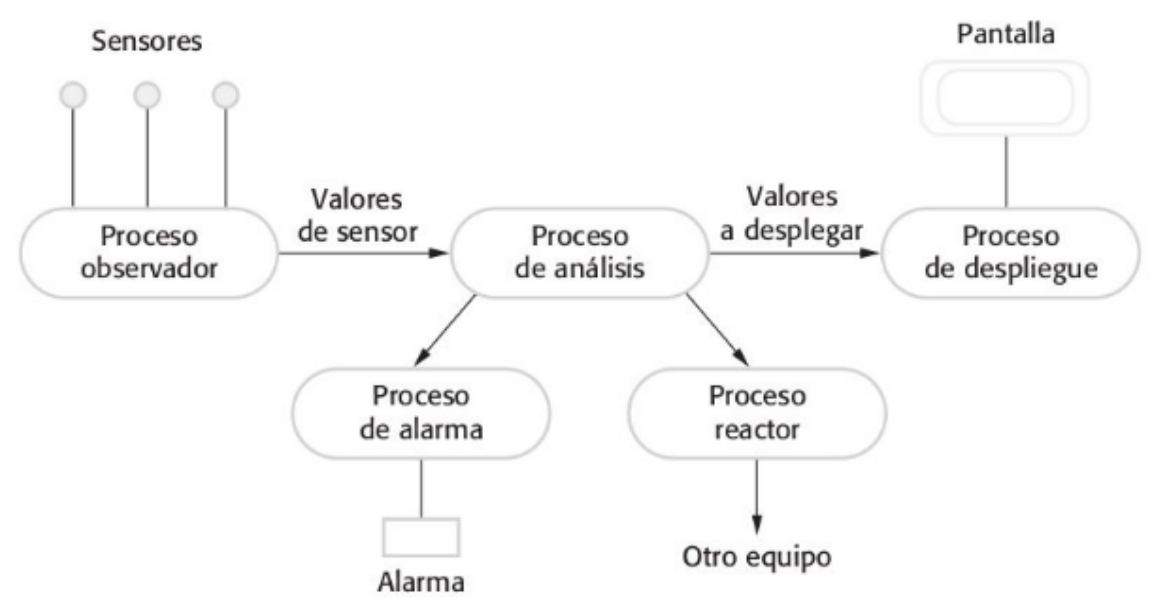 Sensores
Pantalla
Valores
de sensor
Valores
a desplegar
Proceso
observador
Proceso
de análisis
Proceso
de despliegue
Proceso
de alarma
Proceso
reactor
Alarma
Otro equipo